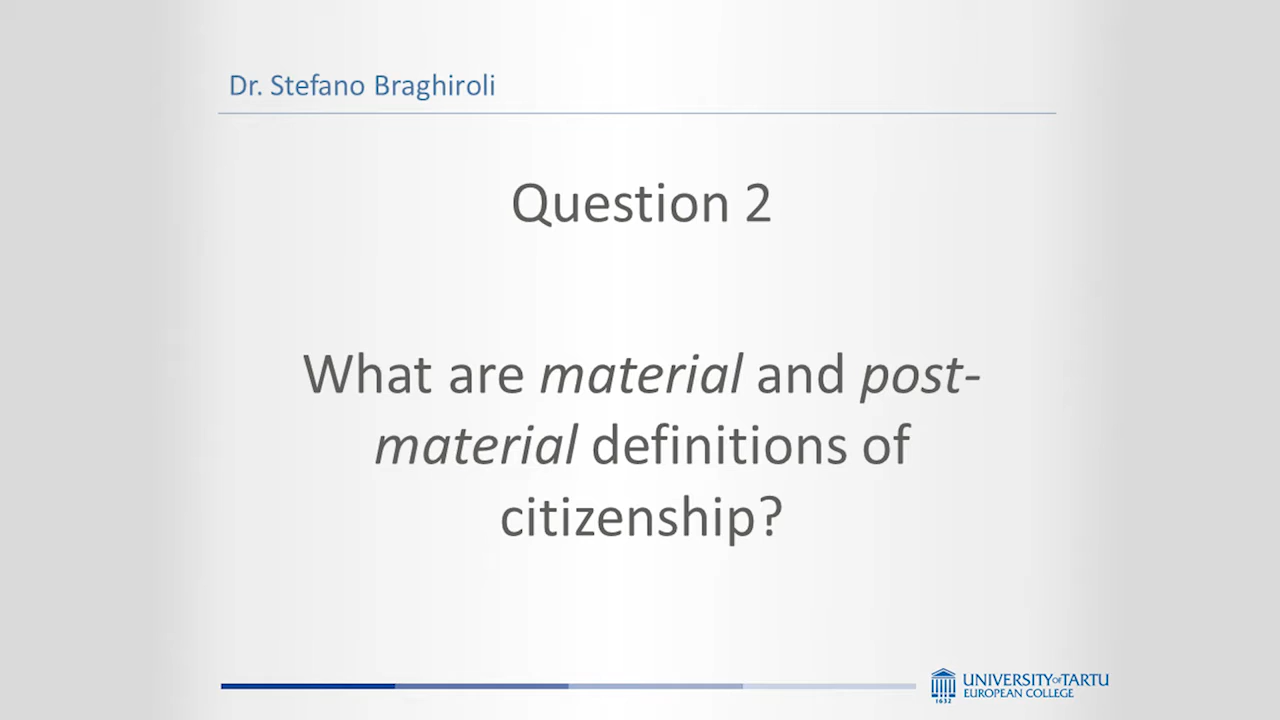 Dr. Stefano Braghiroli
Question 2
What are material and post-
material definitions of
citizenship?
UNIVERSITY OF TARTU
EUROPEAN COLLEGE
1632